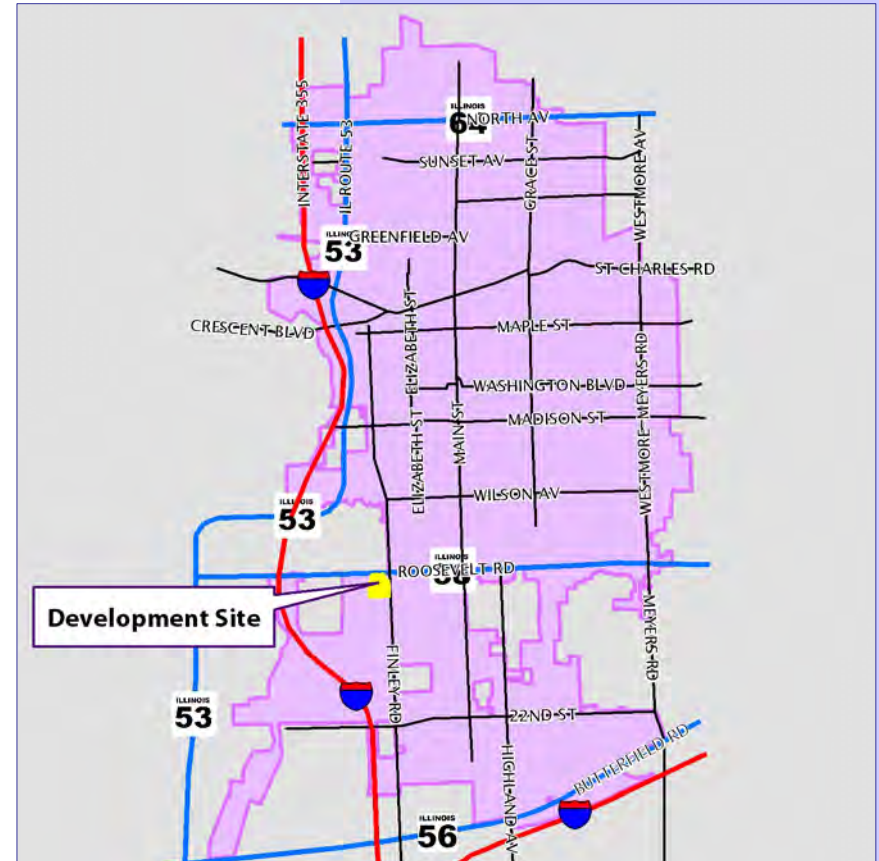 ILLINOIS
64
NORTH AV
SUNSET AV
INTERSTATE 355
IL ROUTE 53
GRACE ST
WESTMORE AV
ILLINOIS
53
GREENFIELD AV
ST CHARLES RD
CRESCENT BLVD
MAPLE ST
ELIZABETH ST
WASHINGTON BLVD
MADISON ST
ELIZABETH ST
MAIN ST
WESTMORE MEYERS RD
WILSON AV
ILLINOIS
53
ILLINOIS
ROOSEVELT RD
Development Site
MEYERS RD
FINLEY RD
ILLINOIS
53
22ND ST
HIGHLAND AV
BUTTERFIELD RD
ILLINOIS
56